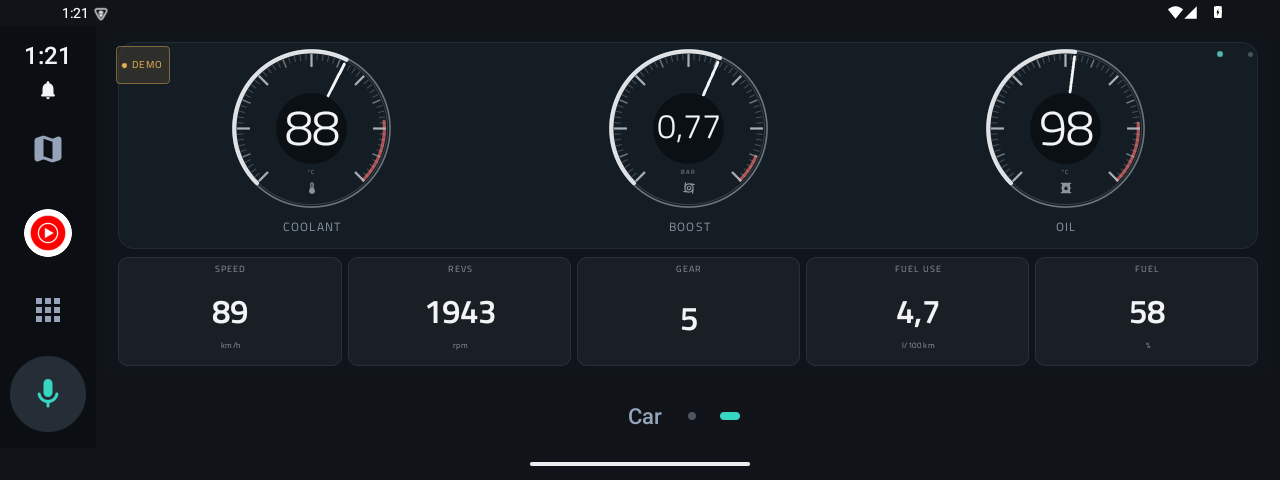 1:21
1:21
DEMO
88
°C
COOLANT
0,77
BAR
BOOST
98
°C
OIL
SPEED
89
km/h
REVS
1943
rpm
GEAR
5
FUEL USE
4,7
l/100km
FUEL
58
%
Car